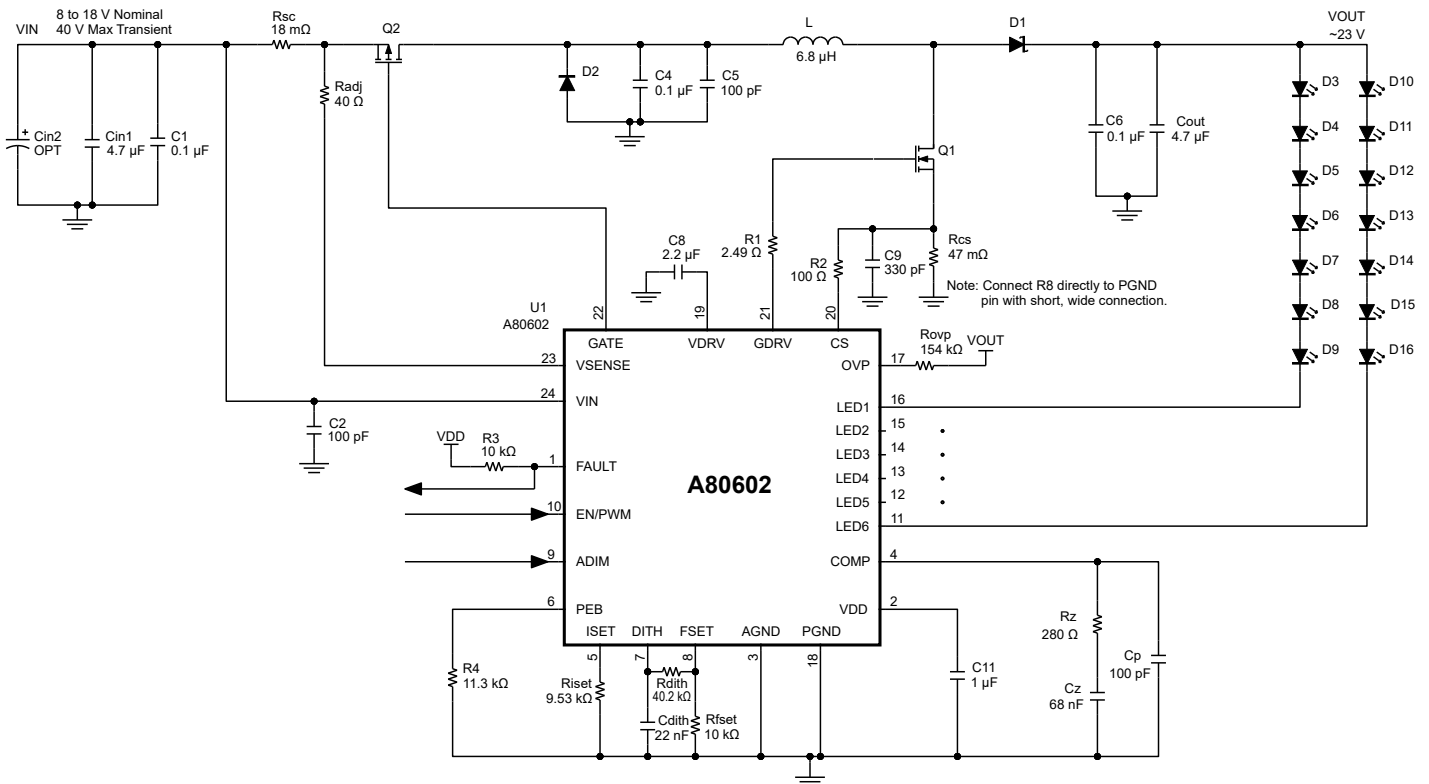 8 to 18 V Nominal
VIN
40 V Max Transient
Rsc
18 mΩ
Q2
L
6.8 µH
D1
VOUT
~23 V
Radj
40 Ω
D2
C4
0.1 µF
C5
100 pF
Cin2
OPT
Cin1
4.7 µF
C1
0.1 µF
C6
0.1 µF
Cout
4.7 µF
D3
D10
D4
D11
D5
D12
D6
D13
D7
D14
D8
D15
D9
D16
Q1
R1
2.49 Ω
C8
2.2 µF
R2
100 Ω
C9
330 pF
Rcs
47 mΩ
Note: Connect R8 directly to PGND
pin with short, wide connection.
U1
A80602
22
19
21
20
GATE
VDRV
GDRV
CS
Rovp
154 kΩ
VOUT
23
VSENSE
OVP
17
24
VIN
LED1
16
C2
100 pF
LED2
15
LED3
14
LED4
13
LED5
12
LED6
11
VDD
R3
10 kΩ
1
FAULT
A80602
10
EN/PWM
9
ADIM
COMP
4
6
PEB
VDD
2
ISET
DITH
FSET
AGND
PGND
5
7
8
3
18
R4
11.3 kΩ
Riset
9.53 kΩ
Rdith
40.2 kΩ
Cdith
22 nF
Rfset
10 kΩ
C11
1 µF
Rz
280 Ω
Cz
68 nF
Cp
100 pF